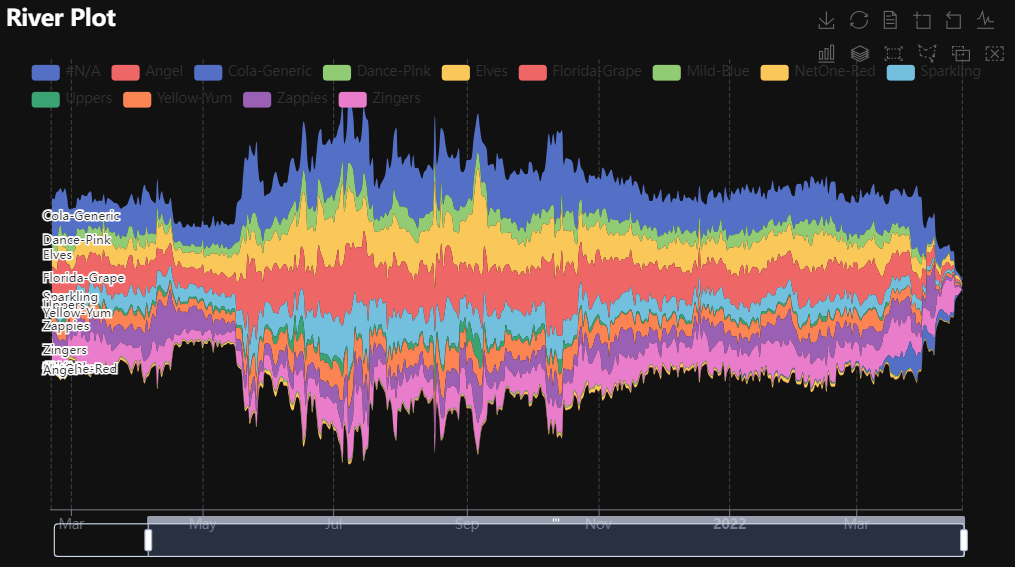 River Plot
#N/A Angel Cola-Generic Dance-Pink Elves Florida-Grape Mild-Blue NetOne-Red Sparkling
Uppers Yellow-Yum Zappies Zingers
Cola-Generic
Dance-Pink
Elves
Florida-Grape
Sparkling
Uppers
Yellow-Yum
Zappies
Zingers
Mar May Jul Sep Nov 2022 Mar